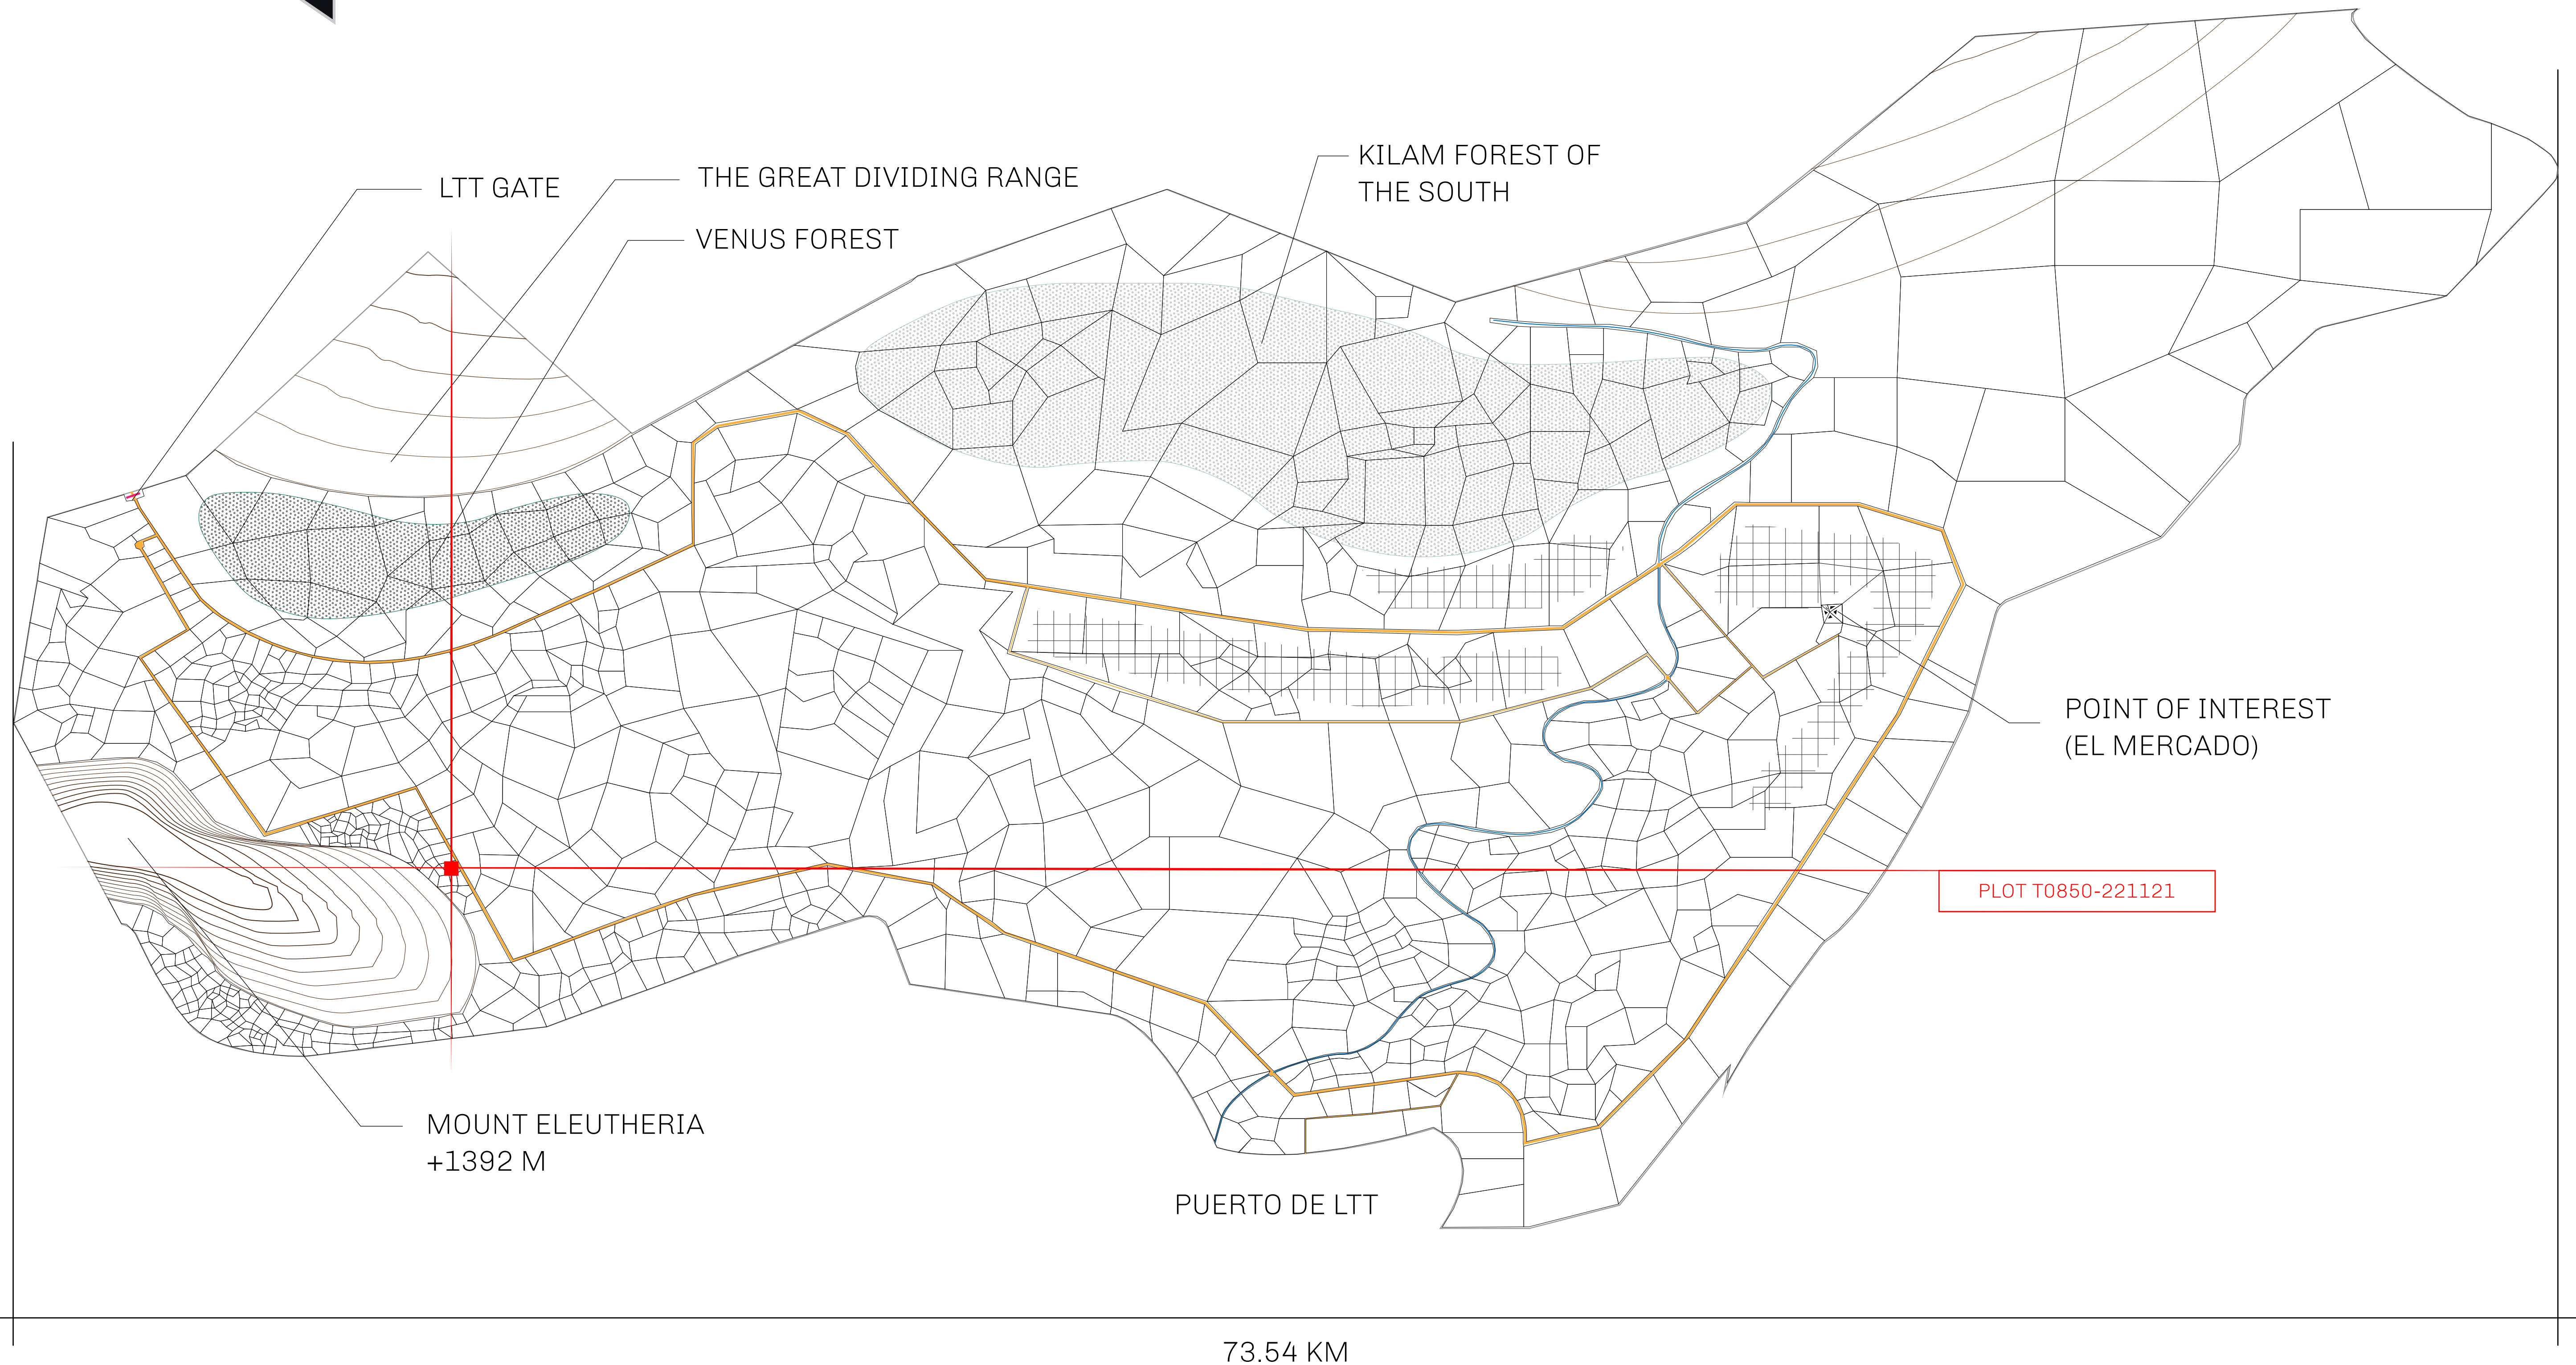 KILAM FOREST OF
THE SOUTH
LTT GATE
THE GREAT DIVIDING RANGE
VENUS FOREST
POINT OF INTEREST
(EL MERCADO)
PLOT T0850-221121
MOUNT ELEUTHERIA
+1392 M
PUERTO DE LTT
73.54 KM